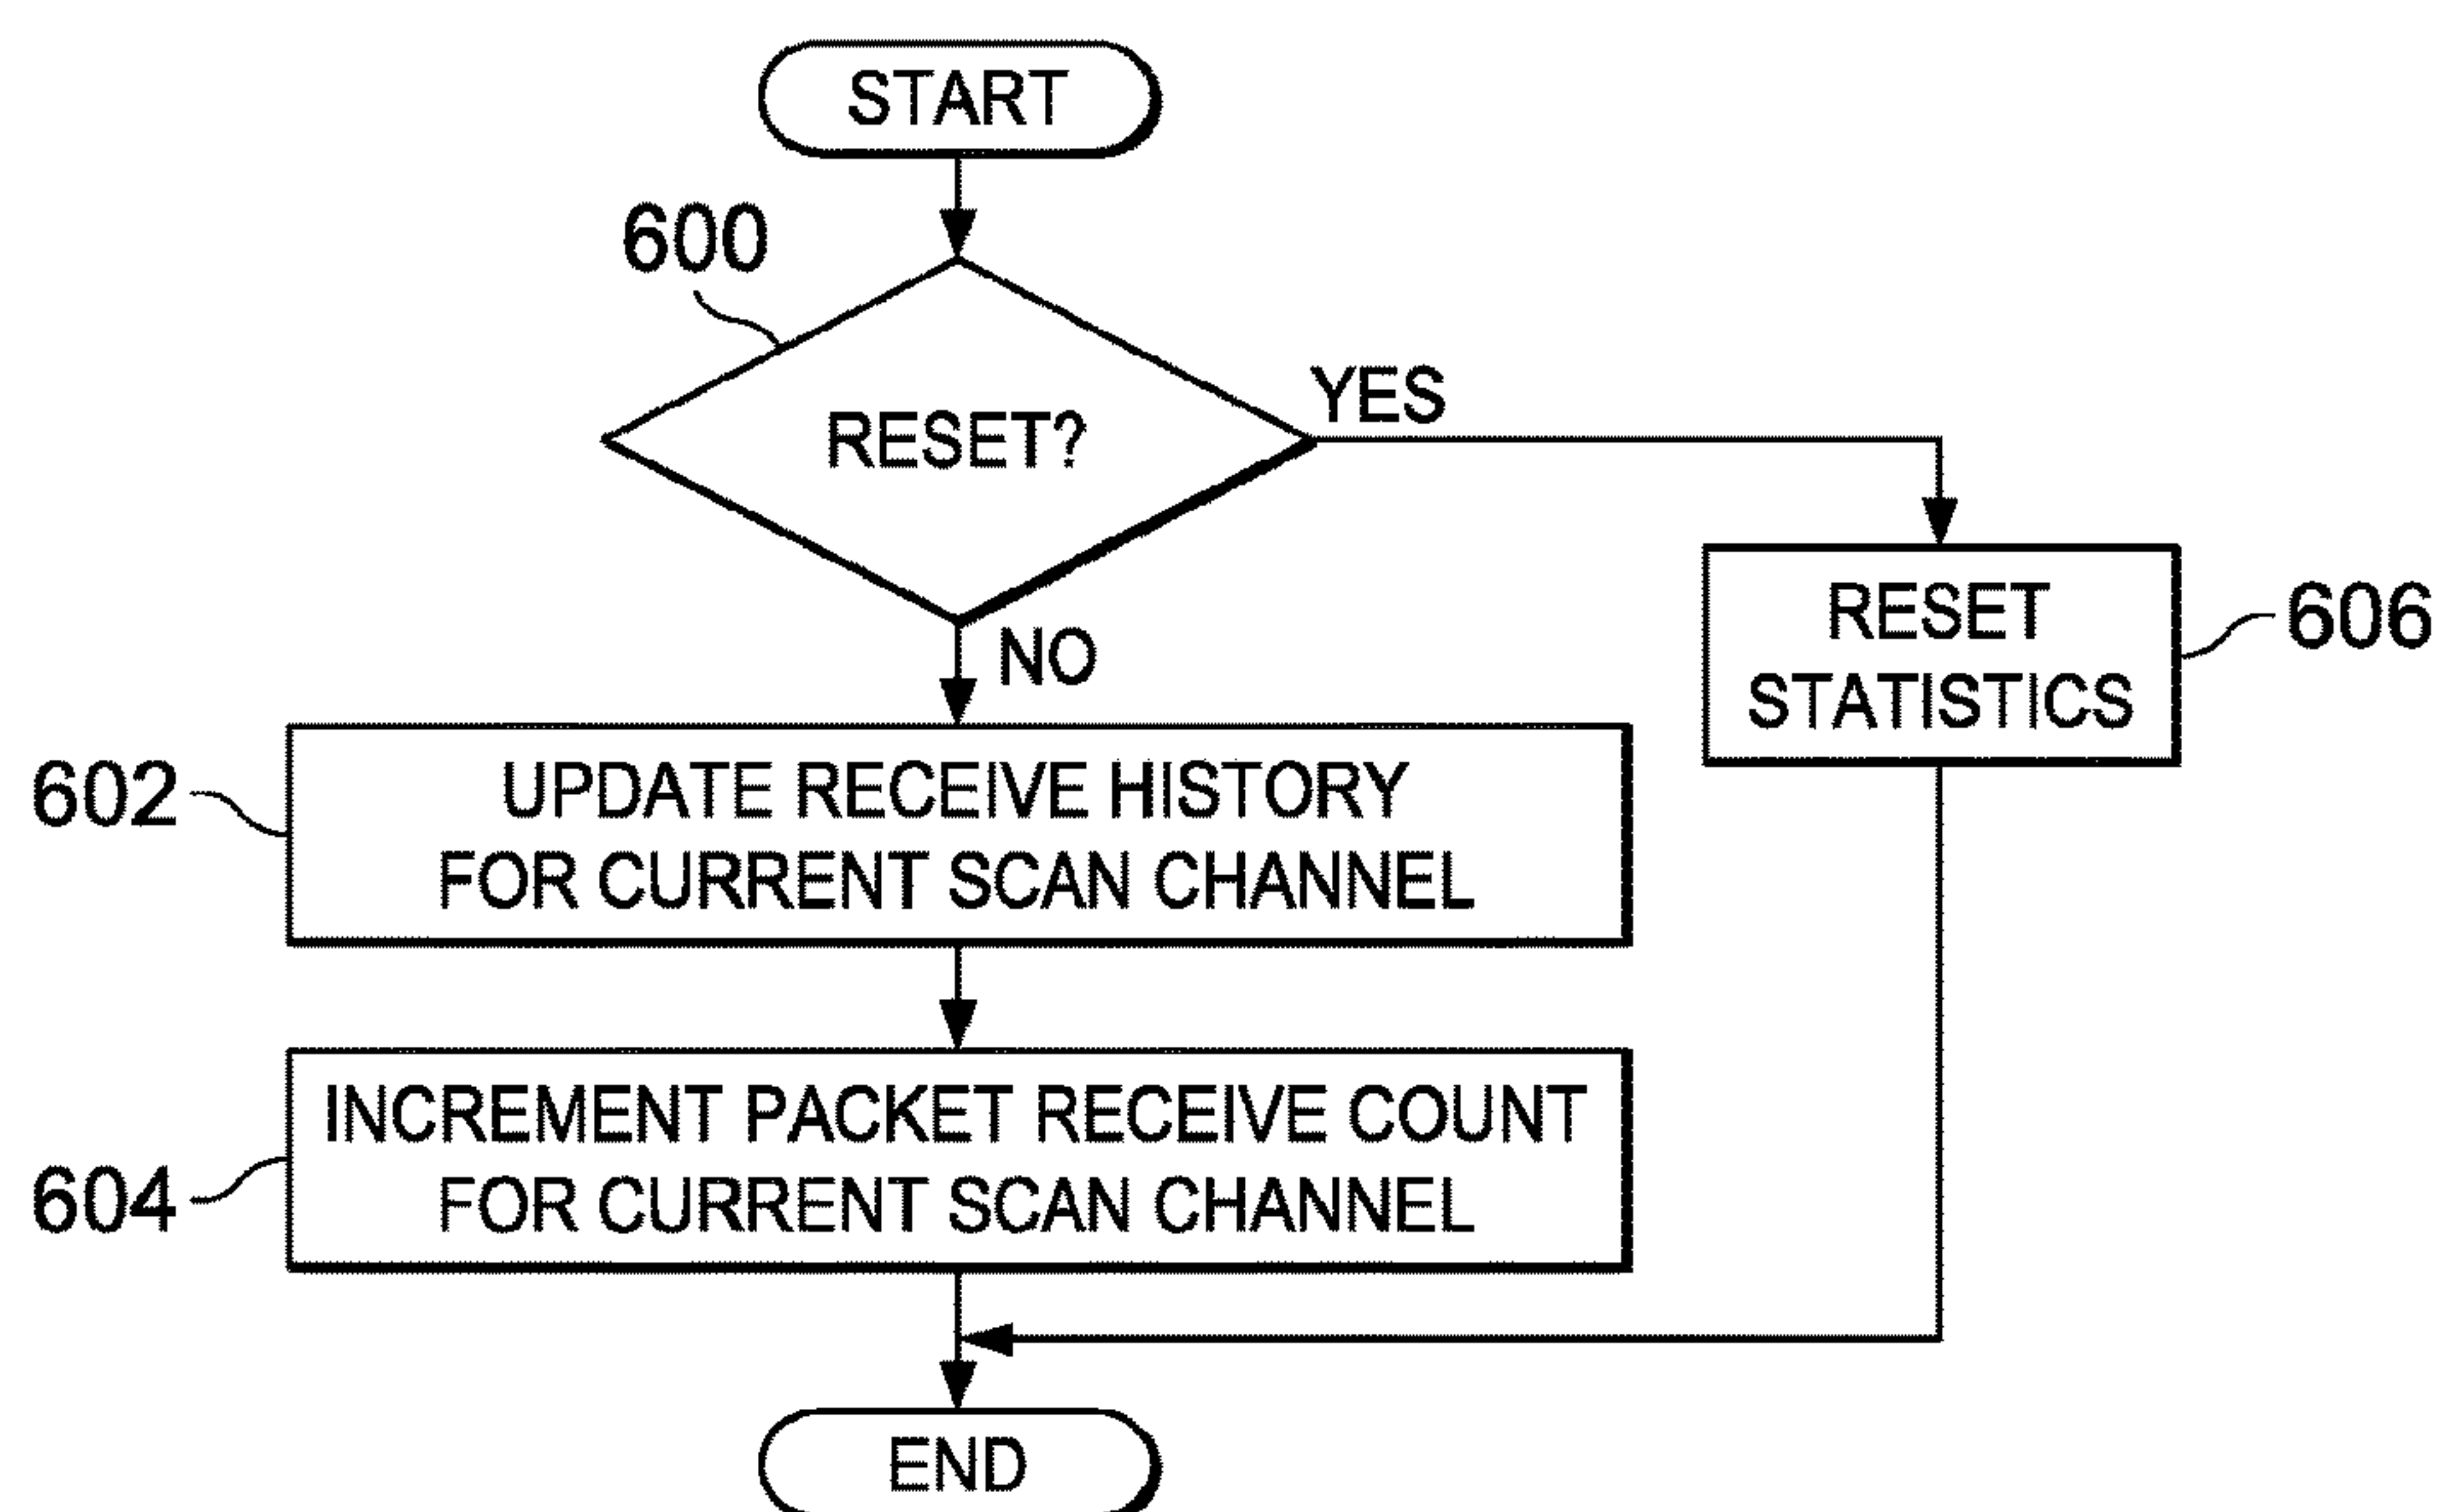 START
600
RESET?
YES
NO
RESET
STATISTICS
606
602
UPDATE RECEIVE HISTORY
FOR CURRENT SCAN CHANNEL
604
INCREMENT PACKET RECEIVE COUNT
FOR CURRENT SCAN CHANNEL
END